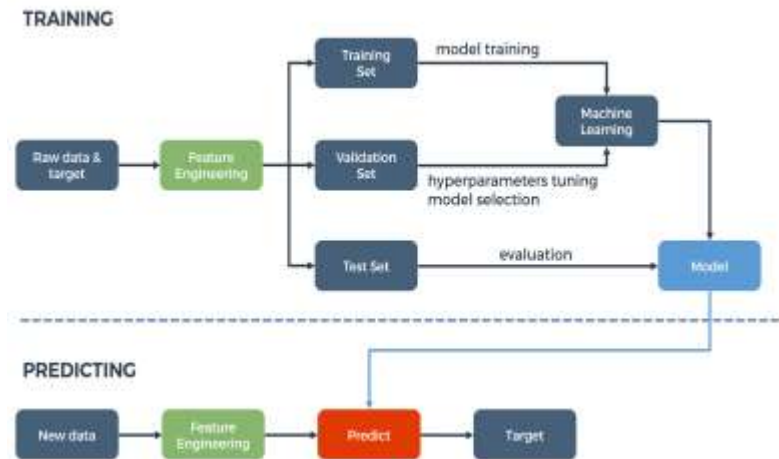 TRAINING
Training
Set
model training
Machine
Learning
Raw data &
target
Feature
Engineering
Validation
Set
hyperparameters tuning
model selection
Test Set
evaluation
Model
PREDICTING
New data
Feature
Engineering
Predict
Target